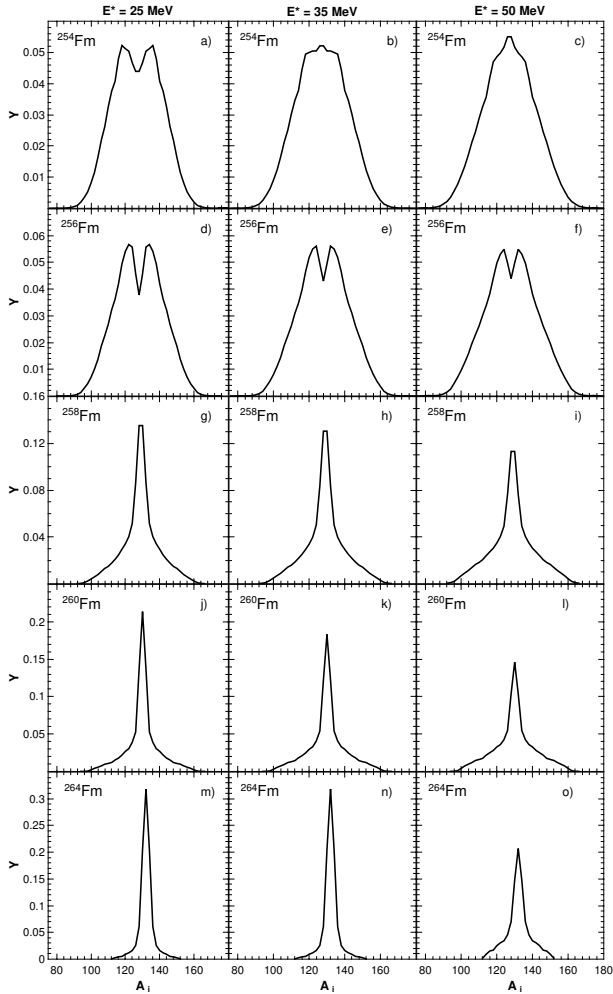 E* = 25 MeV E* = 35 MeV E* = 50 MeV
254Fm a) 254Fm b) 254Fm c)
0.05
0.04
0.03
0.02
0.01
Y
256Fm d) 256Fm e) 256Fm f)
0.06
0.05
0.04
0.03
0.02
0.01
Y
0.16
258Fm g) 258Fm h) 258Fm i)
0.12
0.08
0.04
Y
260Fm j) 260Fm k) 260Fm l)
0.2
0.15
0.1
0.05
Y
264Fm m) 264Fm n) 264Fm o)
0.3
0.25
0.2
0.15
0.1
0.05
0
Y
80 100 120 140 160 80 100 120 140 160 80 100 120 140 160 180
Ai Ai Ai